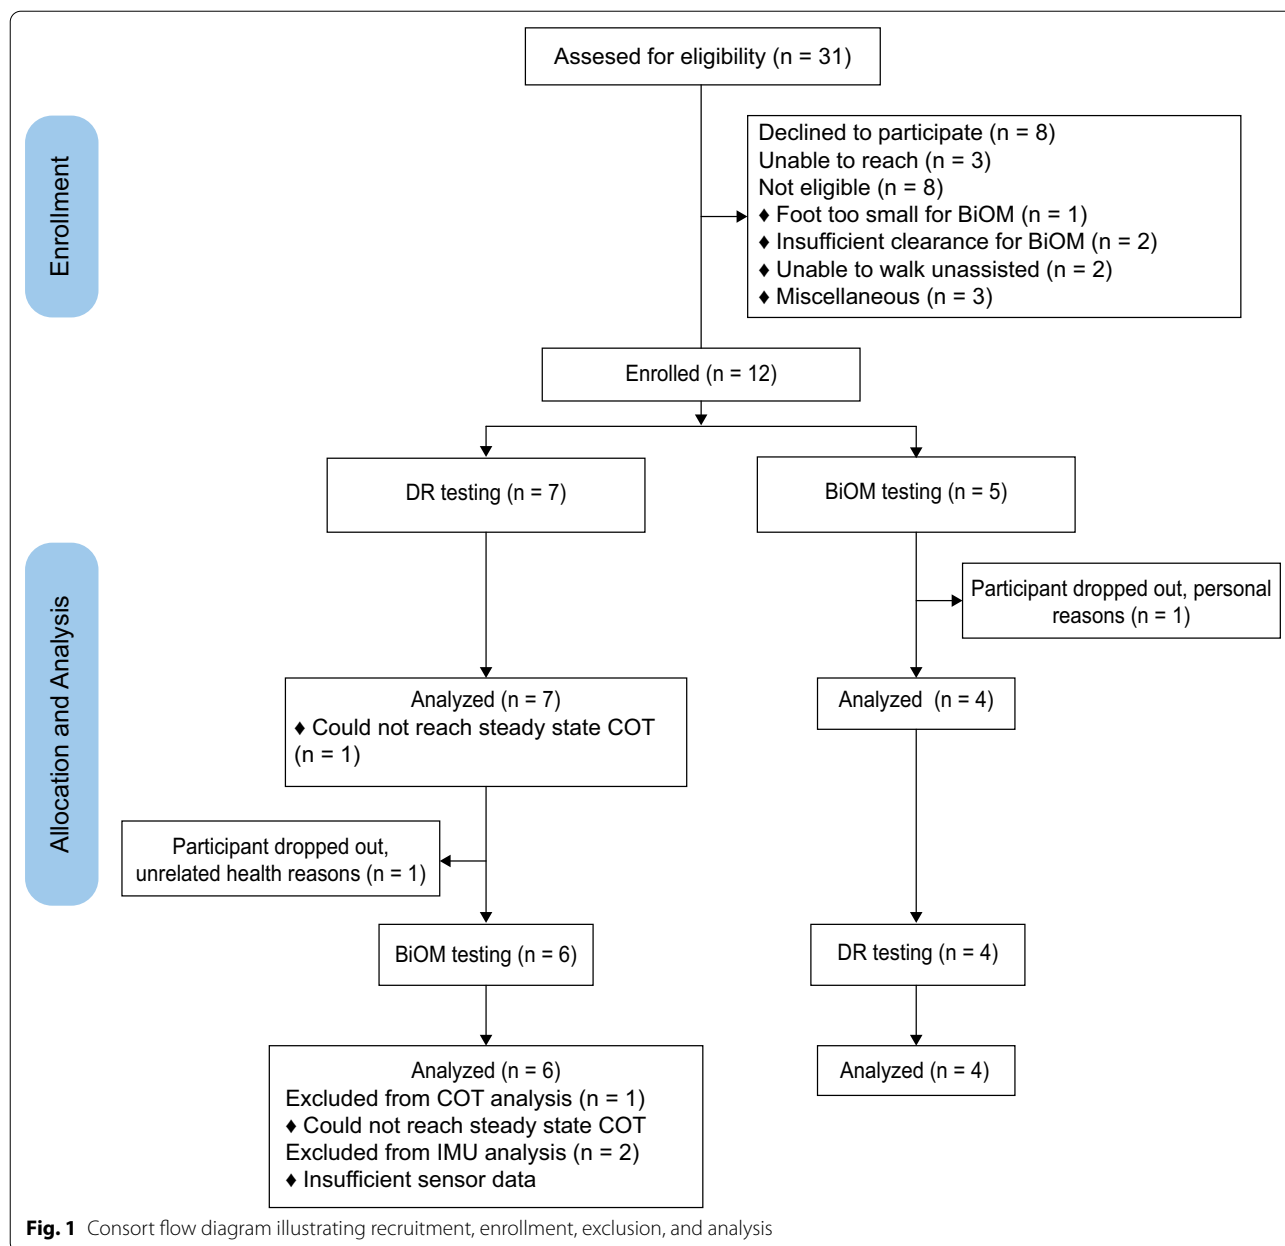 Assesed for eligibility (n = 31)
Enrollment
Declined to participate (n = 8)
Unable to reach (n = 3)
Not eligible (n = 8)
♦ Foot too small for BiOM (n = 1)
♦ Insufficient clearance for BiOM (n = 2)
♦ Unable to walk unassisted (n = 2)
♦ Miscellaneous (n = 3)
Enrolled (n = 12)
DR testing (n = 7)
BiOM testing (n = 5)
Allocation and Analysis
Participant dropped out, personal
reasons (n = 1)
Analyzed (n = 7)
♦ Could not reach steady state COT
(n = 1)
Analyzed (n = 4)
Participant dropped out,
unrelated health reasons (n = 1)
BiOM testing (n = 6)
DR testing (n = 4)
Analyzed (n = 6)
Excluded from COT analysis (n = 1)
♦ Could not reach steady state COT
Excluded from IMU analysis (n = 2)
♦ Insufficient sensor data
Analyzed (n = 4)
Fig. 1 Consort flow diagram illustrating recruitment, enrollment, exclusion, and analysis